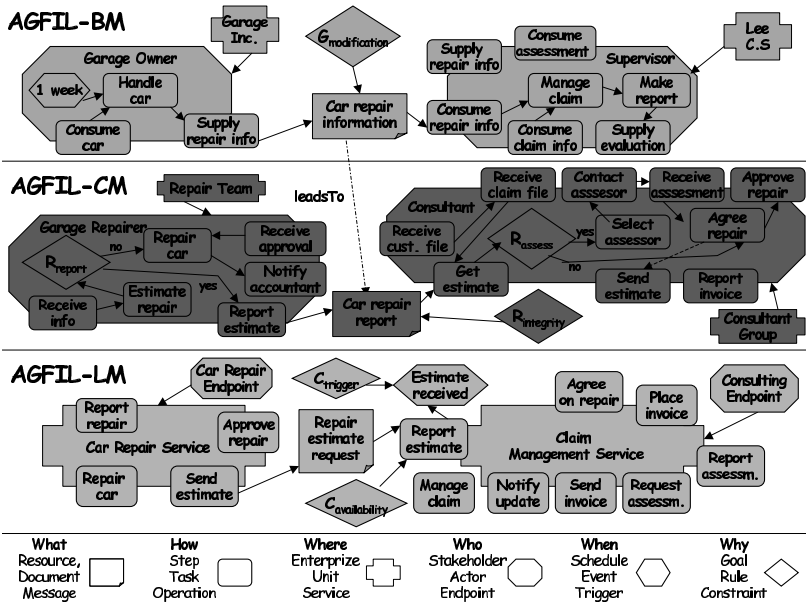 AGFIL-BM
Garage
Inc.
Gmodification
Consume
assessment
Lee
C.S
Supply
repair info
Garage Owner
Supervisor
1 week
Handle
car
Manage
claim
Make
report
Car repair
information
Consume
repair info
Consume
car
Supply
repair info
Consume
claim info
Supply
evaluation
AGFIL-CM
Repair Team
leadsTo
Receive
claim file
Contact
asssesor
Receive
asssesment
Approve
repair
Consultant
Garage Repairer
no
Repair
car
Receive
approval
Receive
cust. file
Rassess
yes
Select
assessor
Agree
repair
Rreport
no
Notify
accountant
Get
estimate
Send
estimate
Report
invoice
yes
Estimate
repair
Receive
info
Report
estimate
Car repair
report
Rintegrity
Consultant
Group
AGFIL-LM
Car Repair
Endpoint
Ctrigger
Estimate
received
Agree
on repair
Place
invoice
Consulting
Endpoint
Report
repair
Approve
repair
Repair
estimate
request
Report
estimate
Car Repair Service
Claim
Management Service
Report
assessm.
Repair
car
Send
estimate
Cavailability
Manage
claim
Notify
update
Send
invoice
Request
assessm.
What
Resource,
Document
Message
How
Step
Task
Operation
Where
Enterprize
Unit
Service
Who
Stakeholder
Actor
Endpoint
When
Schedule
Event
Trigger
Why
Goal
Rule
Constraint